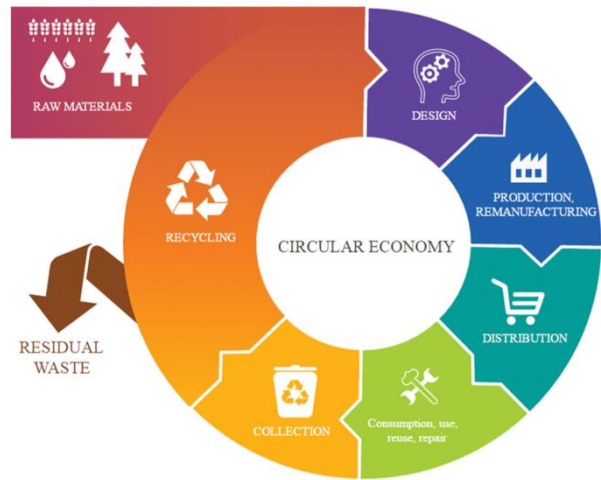 RAW MATERIALS
DESIGN
PRODUCTION,
REMANUFACTURING
RECYCLING
CIRCULAR ECONOMY
DISTRIBUTION
RESIDUAL
WASTE
COLLECTION
Consumption, use,
reuse, repair